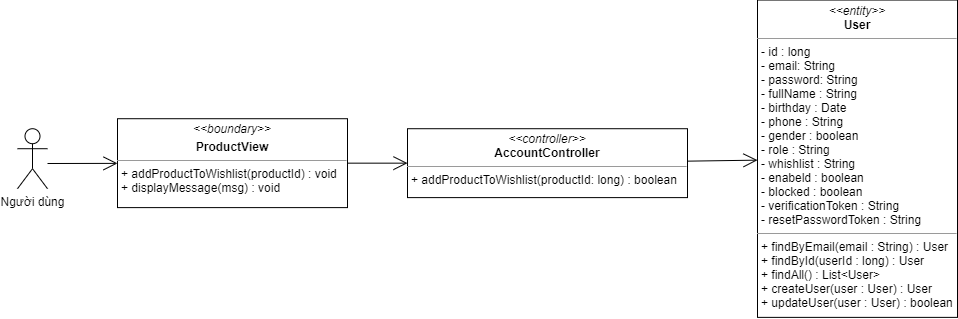 Người dùng
<<boundary>>
ProductView
+ addProductToWishlist(productId) : void
+ displayMessage(msg) : void
<<controller>>
AccountController
+ addProductToWishlist(productId: long) : boolean
<<entity>>
User
- id : long
- email: String
- password: String
- fullName : String
- birthday : Date
- phone : String
- gender : boolean
- role : String
- whishlist : String
- enabeld : boolean
- blocked : boolean
- verificationToken : String
- resetPasswordToken : String
+ findByEmail(email : String) : User
+ findById(userId : long) : User
+ findAll() : List<User>
+ createUser(user : User) : User
+ updateUser(user : User) : boolean